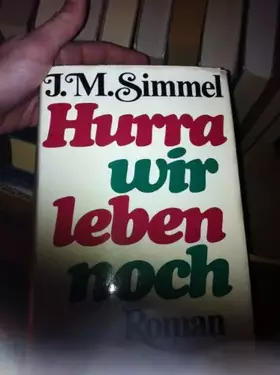 J.M. Simmel
Hurra
wir
leben
noch
Roman